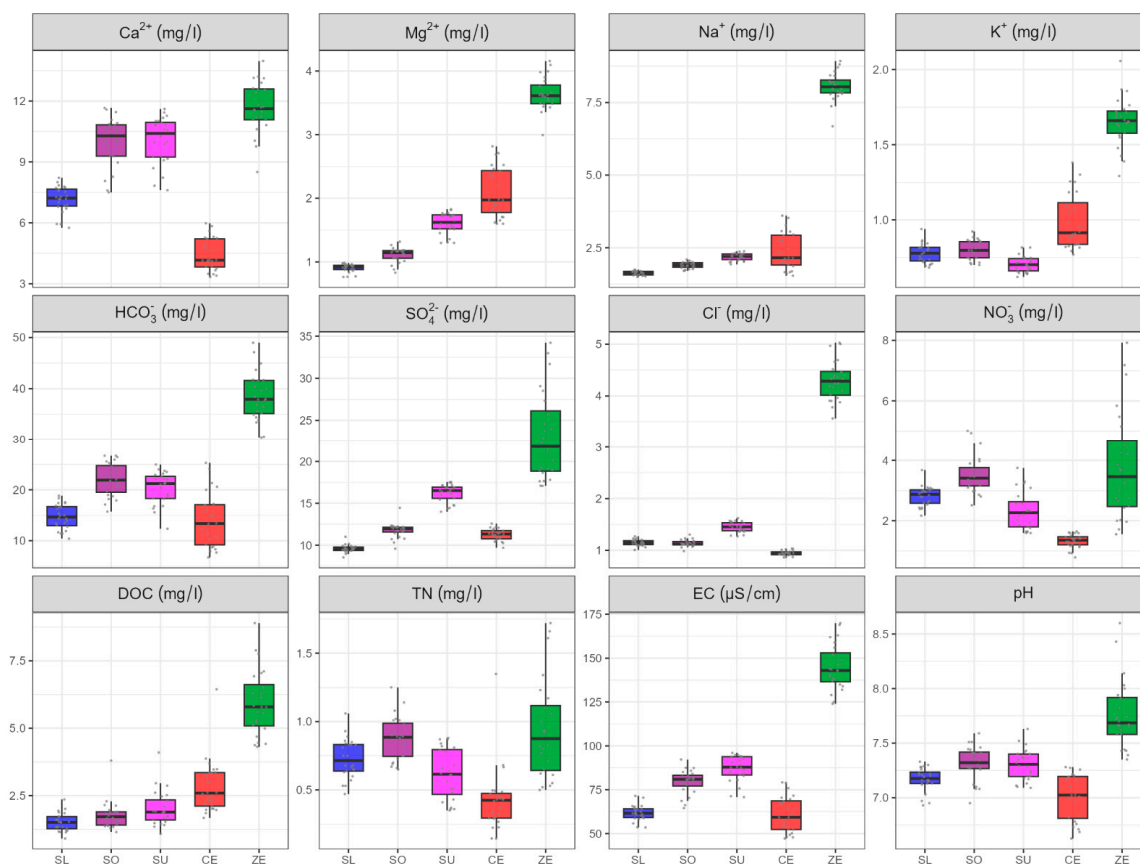 Ca²⁺ (mg/l) Mg²⁺ (mg/l) Na⁺ (mg/l) K⁺ (mg/l)
12 4 7.5 2.0
9 3 5.0 1.5
6 2 2.5 1.0
3 1
HCO₃⁻ (mg/l) SO₄²⁻ (mg/l) Cl⁻ (mg/l) NO₃⁻ (mg/l)
50 35 5 8
40 30 4 6
30 25 3 4
20 20 2 2
10 15 1
10
DOC (mg/l) TN (mg/l) EC (µS/cm) pH
7.5 1.5 175 8.5
5.0 1.0 150 8.0
2.5 0.5 125 7.5
100 7.0
75
50
SL SO SU CE ZE SL SO SU CE ZE SL SO SU CE ZE SL SO SU CE ZE